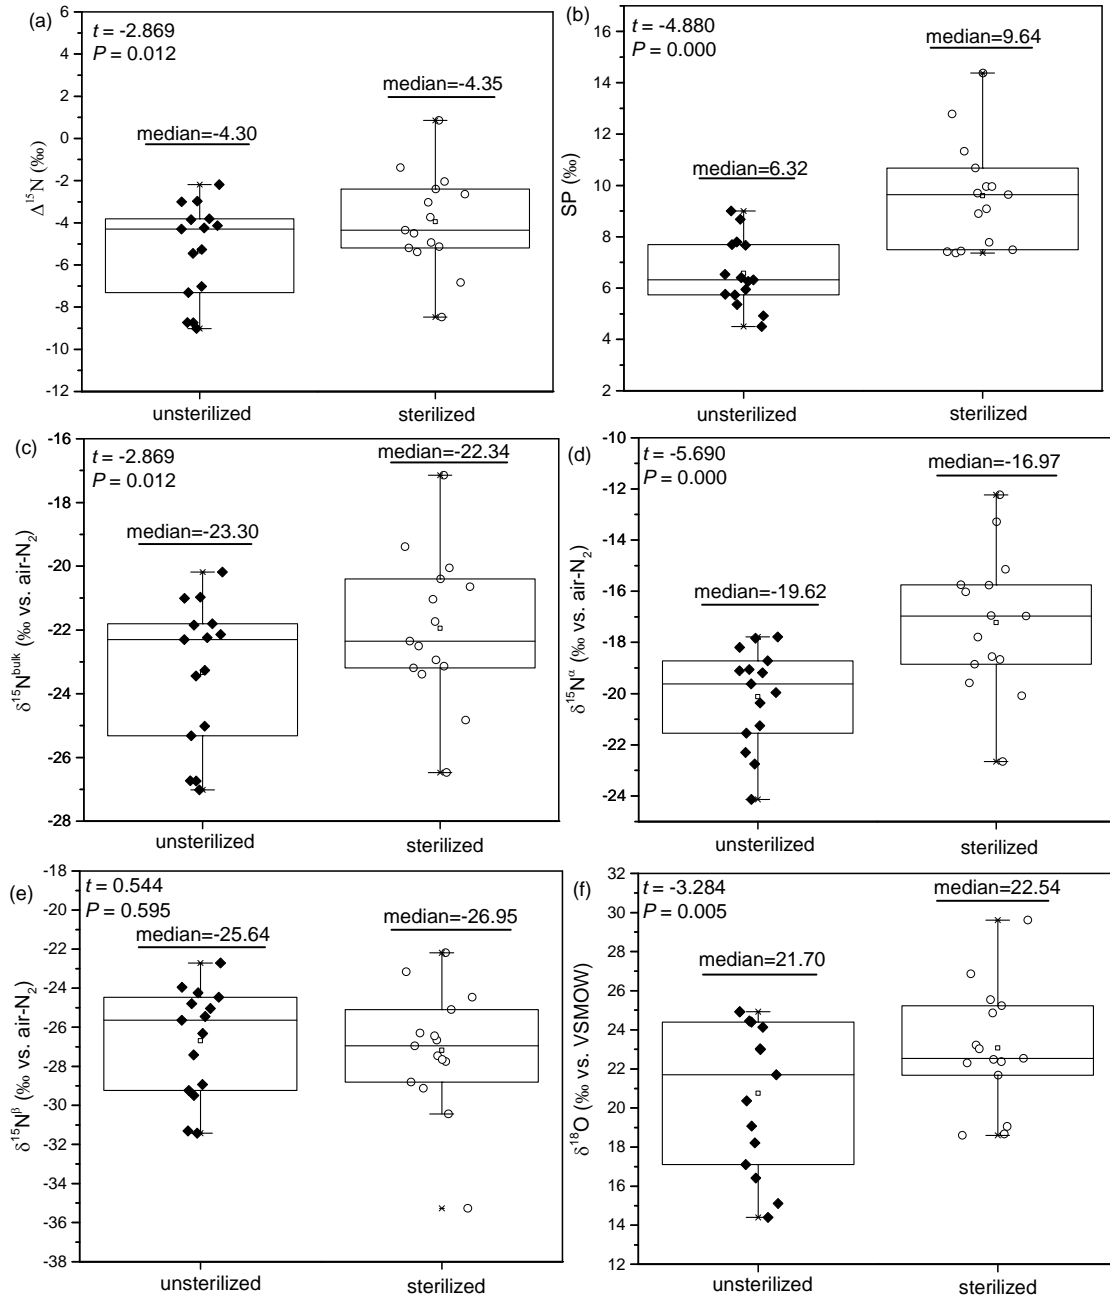 (a)
t = -2.869
P = 0.012
median=-4.30
median=-4.35
Δ¹⁵N (‰)
6
4
2
0
-2
-4
-6
-8
-10
-12
unsterilized
sterilized
(b)
t = -4.880
P = 0.000
median=6.32
median=9.64
SP (‰)
16
14
12
10
8
6
4
2
unsterilized
sterilized
(c)
t = -2.869
P = 0.012
median=-23.30
median=-22.34
δ¹⁵Nᵇᵘˡᵏ (‰ vs. air-N₂)
-16
-18
-20
-22
-24
-26
-28
unsterilized
sterilized
(d)
t = -5.690
P = 0.000
median=-19.62
median=-16.97
δ¹⁵Nᵅ (‰ vs. air-N₂)
-10
-12
-14
-16
-18
-20
-22
-24
unsterilized
sterilized
(e)
t = 0.544
P = 0.595
median=-25.64
median=-26.95
δ¹⁵Nᵝ (‰ vs. air-N₂)
-18
-20
-22
-24
-26
-28
-30
-32
-34
-36
-38
unsterilized
sterilized
(f)
t = -3.284
P = 0.005
median=21.70
median=22.54
δ¹⁸O (‰ vs. VSMOW)
32
30
28
26
24
22
20
18
16
14
12
unsterilized
sterilized